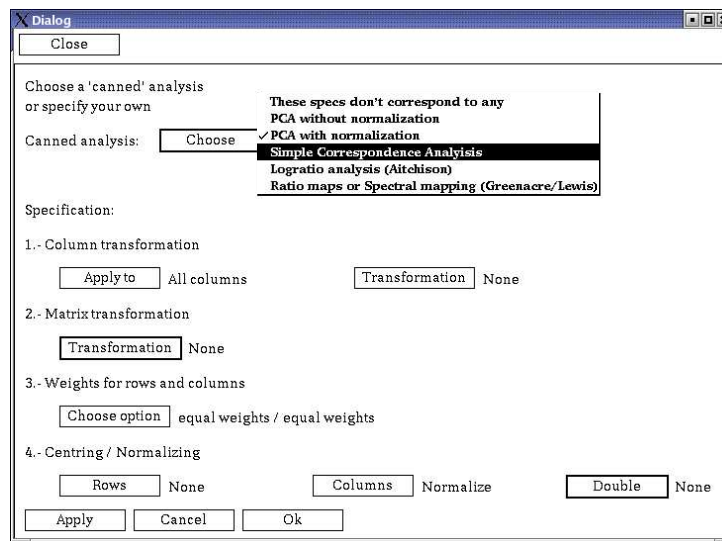 Dialog
Close
Choose a 'canned' analysis
or specify your own
Canned analysis: Choose
These specs don't correspond to any
PCA without normalization
✓PCA with normalization
Simple Correspondence Analyisis
Logratio analysis (Aitchison)
Ratio maps or Spectral mapping (Greenacre/Lewis)
Specification:
1.- Column transformation
Apply to All columns Transformation None
2.- Matrix transformation
Transformation None
3.- Weights for rows and columns
Choose option equal weights / equal weights
4.- Centring / Normalizing
Rows None Columns Normalize Double None
Apply Cancel Ok